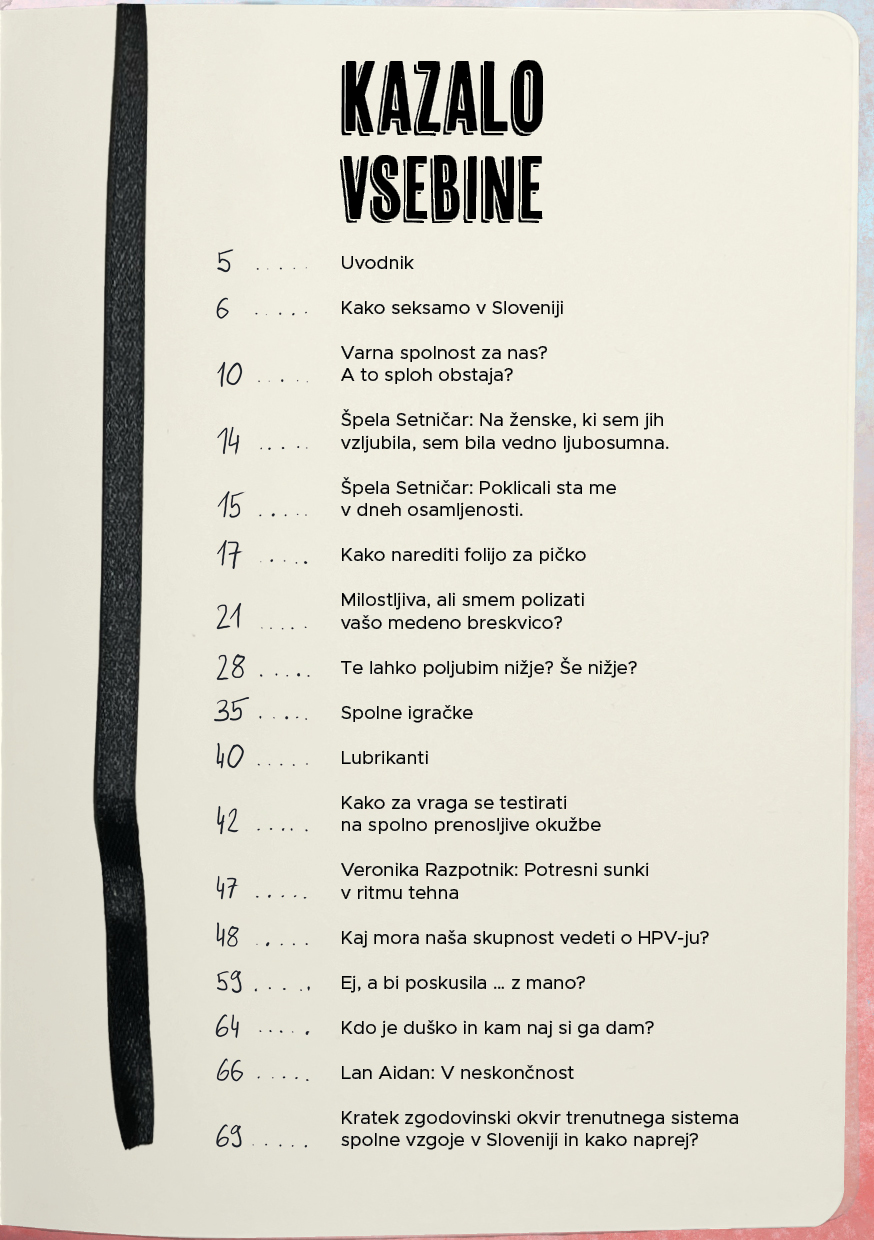 KAZALO
VSEBINE
5 ..... Uvodnik
6 ..... Kako seksamo v Sloveniji
Varna spolnost za nas?
10 ..... A to sploh obstaja?
Špela Setničar: Na ženske, ki sem jih
14 ..... vzljubila, sem bila vedno ljubosumna.
Špela Setničar: Poklicali sta me
15 ..... v dneh osamljenosti.
17 ..... Kako narediti folijo za pičko
Milostljiva, ali smem polizati
21 ..... vašo medeno breskvico?
28 ..... Te lahko poljubim nižje? Še nižje?
35 ..... Spolne igračke
40 ..... Lubrikanti
Kako za vraga se testirati
42 ..... na spolno prenosljive okužbe
Veronika Razpotnik: Potresni sunki
47 ..... v ritmu tehna
48 ..... Kaj mora naša skupnost vedeti o HPV-ju?
59 ..... Ej, a bi poskusila ... z mano?
64 ..... Kdo je duško in kam naj si ga dam?
66 ..... Lan Aidan: V neskončnost
Kratek zgodovinski okvir trenutnega sistema
69 ..... spolne vzgoje v Sloveniji in kako naprej?